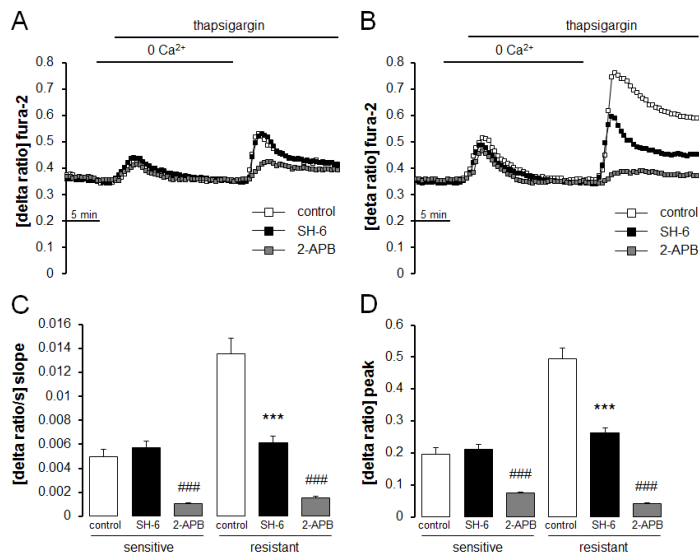 A
thapsigargin
0 Ca²⁺
[delta ratio] fura-2
0.8
0.7
0.6
0.5
0.4
0.3
0.2
0.1
0
5 min
control
SH-6
2-APB
B
thapsigargin
0 Ca²⁺
[delta ratio] fura-2
0.8
0.7
0.6
0.5
0.4
0.3
0.2
0.1
0
5 min
control
SH-6
2-APB
C
[delta ratio/s] slope
0.016
0.014
0.012
0.010
0.008
0.006
0.004
0.002
0
###
***
###
control SH-6 2-APB control SH-6 2-APB
sensitive resistant
D
[delta ratio] peak
0.6
0.5
0.4
0.3
0.2
0.1
0
###
***
###
control SH-6 2-APB control SH-6 2-APB
sensitive resistant